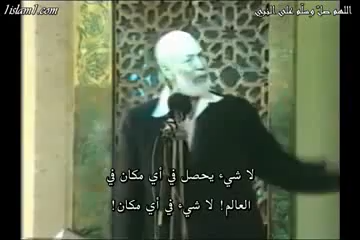 1islam1.com
اللهم صل وسلم على النبي
لا شيء يحصل في أي مكان في
العالم! لا شيء في أي مكان!